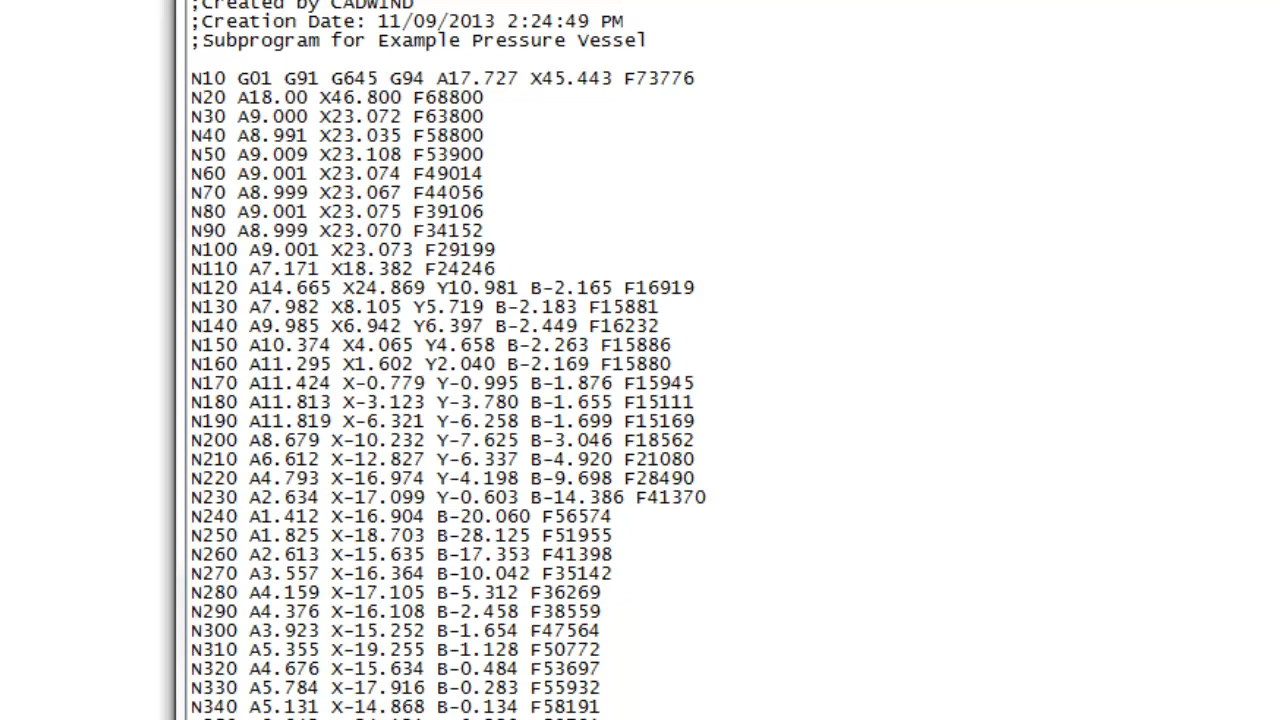 ;Created by CADWIND
;Creation Date: 11/09/2013 2:24:49 PM
;Subprogram for Example Pressure Vessel
N10 G01 G91 G645 G94 A17.727 X45.443 F73776
N20 A18.00 X46.800 F68800
N30 A9.000 X23.072 F63800
N40 A8.991 X23.035 F58800
N50 A9.009 X23.108 F53900
N60 A9.001 X23.074 F49014
N70 A8.999 X23.067 F44056
N80 A9.001 X23.075 F39106
N90 A8.999 X23.070 F34152
N100 A9.001 X23.073 F29199
N110 A7.171 X18.382 F24246
N120 A14.665 X24.869 Y10.981 B-2.165 F16919
N130 A7.982 X8.105 Y5.719 B-2.183 F15881
N140 A9.985 X6.942 Y6.397 B-2.449 F16232
N150 A10.374 X4.065 Y4.658 B-2.263 F15886
N160 A11.295 X1.602 Y2.040 B-2.169 F15880
N170 A11.424 X-0.779 Y-0.995 B-1.876 F15945
N180 A11.813 X-3.123 Y-3.780 B-1.655 F15111
N190 A11.819 X-6.321 Y-6.258 B-1.699 F15169
N200 A8.679 X-10.232 Y-7.625 B-3.046 F18562
N210 A6.612 X-12.827 Y-6.337 B-4.920 F21080
N220 A4.793 X-16.974 Y-4.198 B-9.698 F28490
N230 A2.634 X-17.099 Y-0.603 B-14.386 F41370
N240 A1.412 X-16.904 B-20.060 F56574
N250 A1.825 X-18.703 B-28.125 F51955
N260 A2.613 X-15.635 B-17.353 F41398
N270 A3.557 X-16.364 B-10.042 F35142
N280 A4.159 X-17.105 B-5.312 F36269
N290 A4.376 X-16.108 B-2.458 F38559
N300 A3.923 X-15.252 B-1.654 F47564
N310 A5.355 X-19.255 B-1.128 F50772
N320 A4.676 X-15.634 B-0.484 F53697
N330 A5.784 X-17.916 B-0.283 F55932
N340 A5.131 X-14.868 B-0.134 F58191